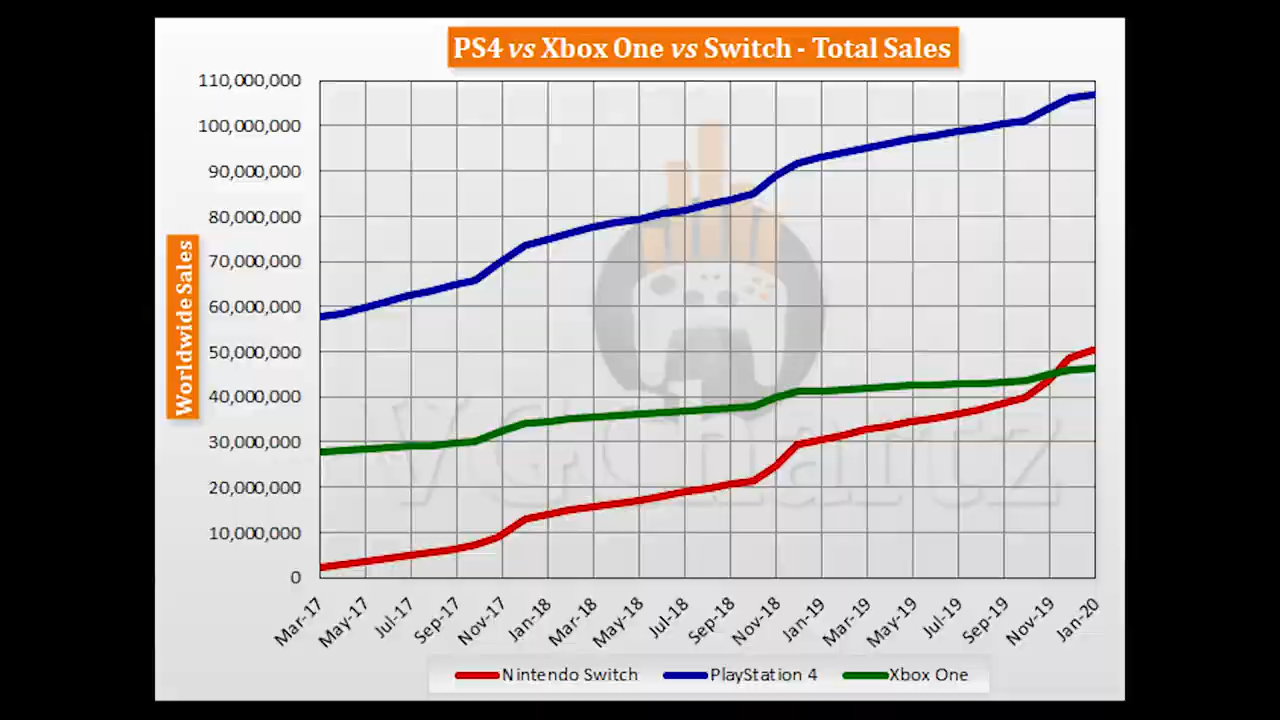 PS4 vs Xbox One vs Switch - Total Sales
110,000,000
100,000,000
90,000,000
80,000,000
70,000,000
60,000,000
50,000,000
40,000,000
30,000,000
20,000,000
10,000,000
0
Worldwide Sales
VGChartz
Mar-17 May-17 Jul-17 Sep-17 Nov-17 Jan-18 Mar-18 May-18 Jul-18 Sep-18 Nov-18 Jan-19 Mar-19 May-19 Jul-19 Sep-19 Nov-19 Jan-20
Nintendo Switch PlayStation 4 Xbox One